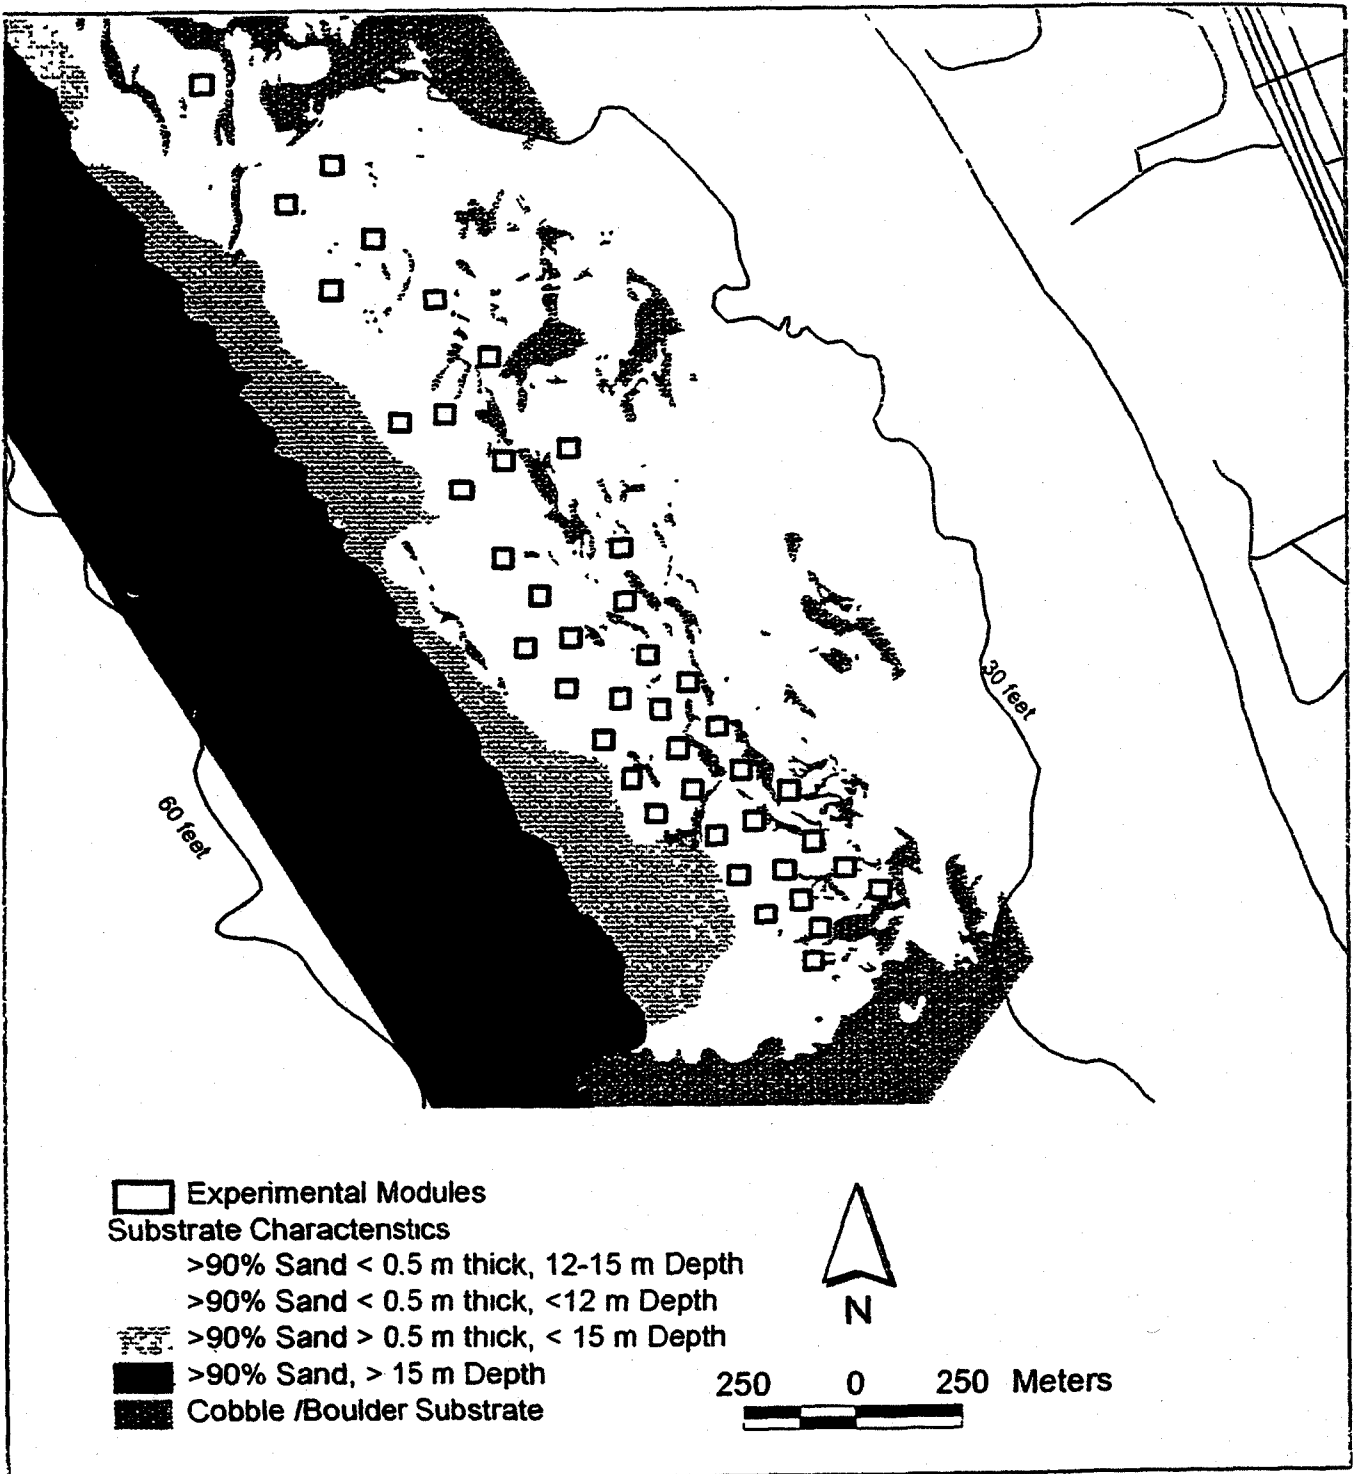 30 feet
60 feet
Experimental Modules
Substrate Characterstics
>90% Sand < 0.5 m thick, 12-15 m Depth
>90% Sand < 0.5 m thick, <12 m Depth
>90% Sand > 0.5 m thick, < 15 m Depth
>90% Sand, > 15 m Depth
Cobble /Boulder Substrate
N
250 0 250 Meters